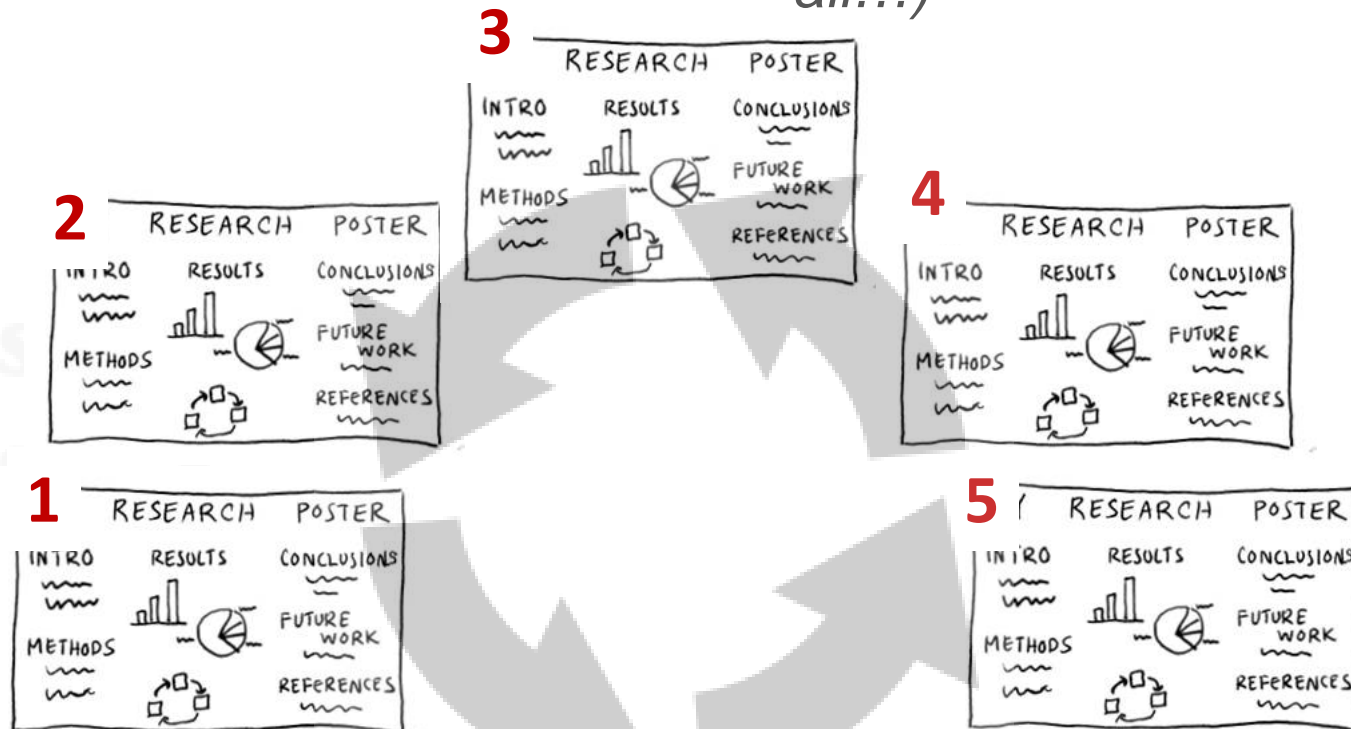 all…)
3
RESEARCH POSTER
INTRO
METHODS
RESULTS
CONCLUSIONS
FUTURE
WORK
REFERENCES
2
RESEARCH POSTER
INTRO
METHODS
RESULTS
CONCLUSIONS
FUTURE
WORK
REFERENCES
4
RESEARCH POSTER
INTRO
METHODS
RESULTS
CONCLUSIONS
FUTURE
WORK
REFERENCES
1
RESEARCH POSTER
INTRO
METHODS
RESULTS
CONCLUSIONS
FUTURE
WORK
REFERENCES
5
RESEARCH POSTER
INTRO
METHODS
RESULTS
CONCLUSIONS
FUTURE
WORK
REFERENCES